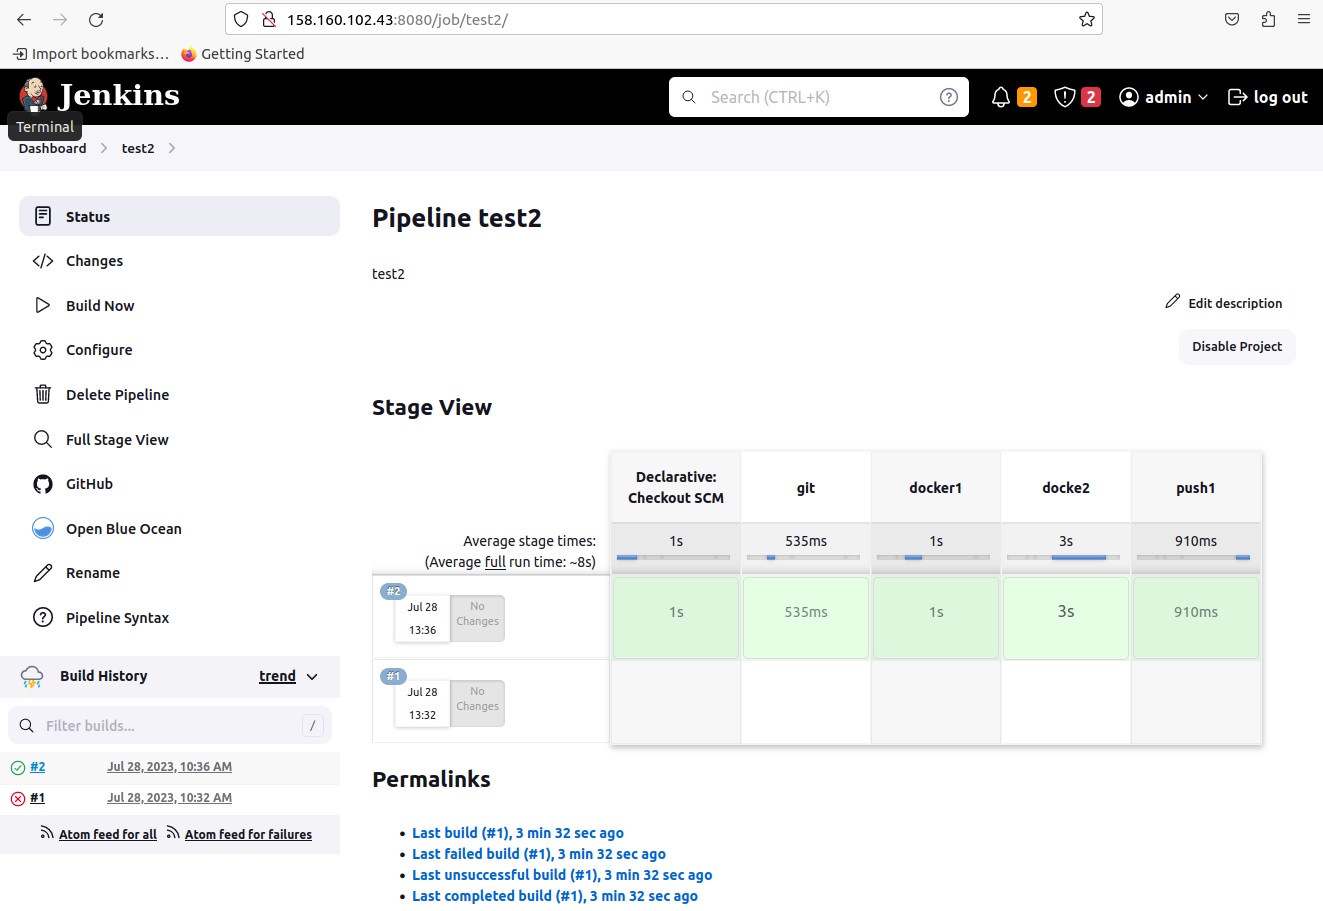 158.160.102.43:8080/job/test2/
Import bookmarks... Getting Started
Jenkins
Search (CTRL+K)
2
2
admin
log out
Terminal
Dashboard
test2
Status
Changes
Build Now
Configure
Delete Pipeline
Full Stage View
GitHub
Open Blue Ocean
Rename
Pipeline Syntax
Build History trend
Filter builds... /
#2 Jul 28, 2023, 10:36 AM
#1 Jul 28, 2023, 10:32 AM
Atom feed for all Atom feed for failures
Pipeline test2
test2
Edit description
Disable Project
Stage View
Declarative:
Checkout SCM
git
docker1
docke2
push1
Average stage times:
(Average full run time: ~8s)
1s 535ms 1s 3s 910ms
#2
Jul 28
13:36
No
Changes
1s 535ms 1s 3s 910ms
#1
Jul 28
13:32
No
Changes
Permalinks
Last build (#1), 3 min 32 sec ago
Last failed build (#1), 3 min 32 sec ago
Last unsuccessful build (#1), 3 min 32 sec ago
Last completed build (#1), 3 min 32 sec ago